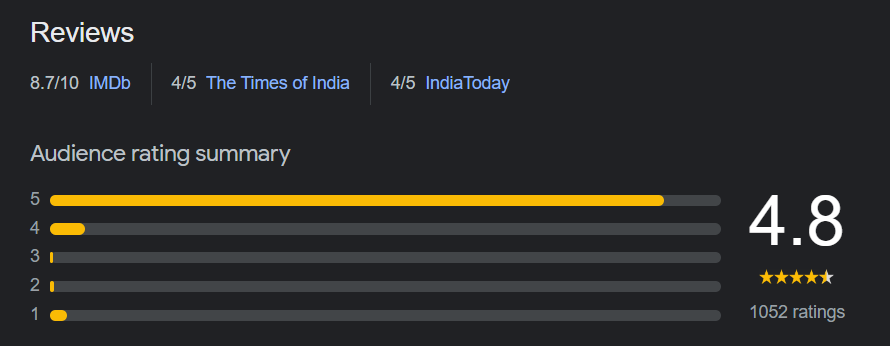 Reviews
8.7/10 IMDb 4/5 The Times of India 4/5 IndiaToday
Audience rating summary
5
4
3
2
1
4.8
1052 ratings